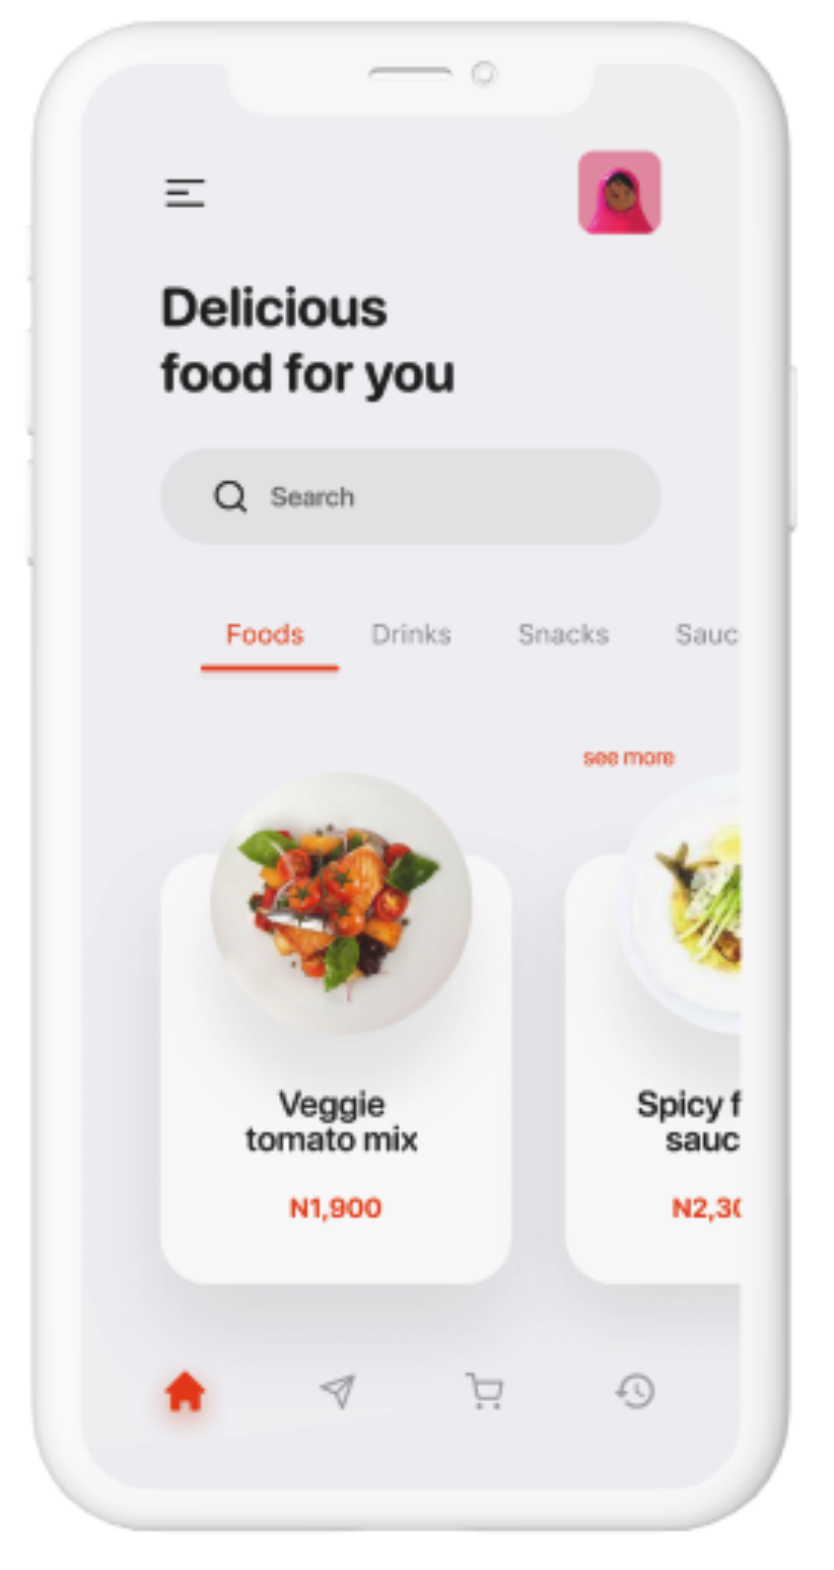 Delicious
food for you
Search
Foods Drinks Snacks Sauc
see more
Veggie
tomato mix
N1,900
Spicy f
sauc
N2,30